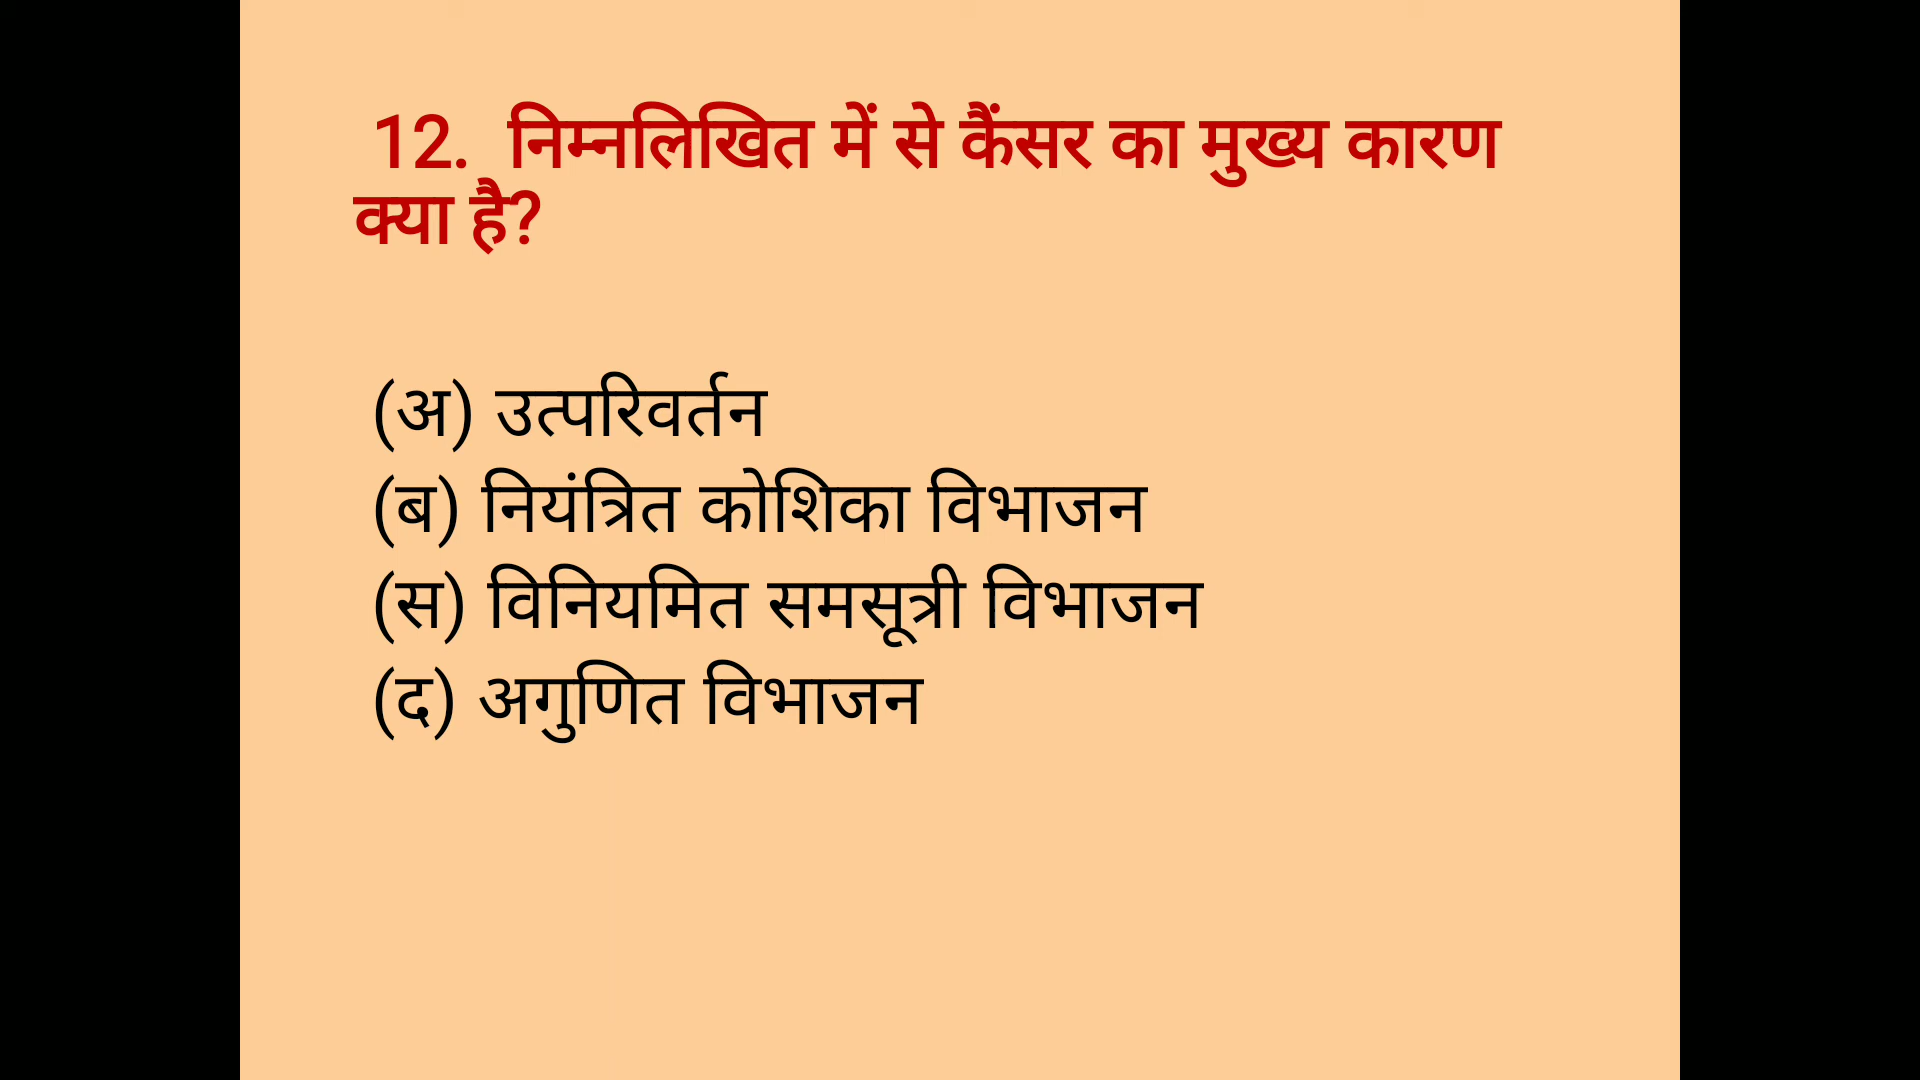 12. निम्नलिखित में से कैंसर का मुख्य कारण
क्या है?
(अ) उत्परिवर्तन
(ब) नियंत्रित कोशिका विभाजन
(स) विनियमित समसूत्री विभाजन
(द) अगुणित विभाजन